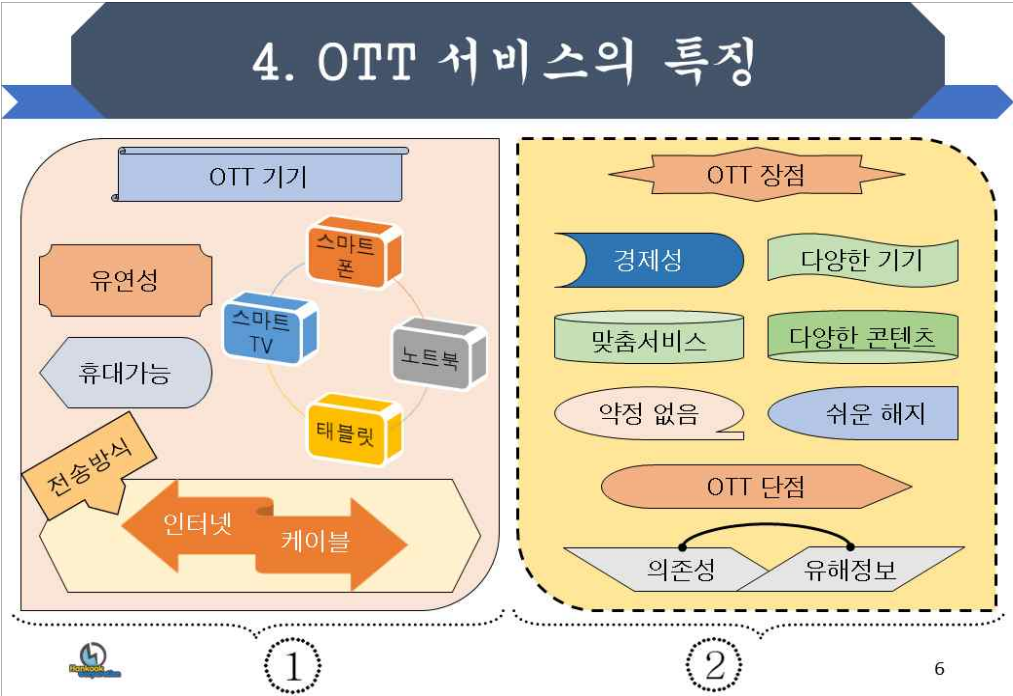 4. OTT 서비스의 특징
OTT 기기
유연성
휴대가능
스마트
폰
스마트
TV
노트북
태블릿
전송방식
인터넷
케이블
OTT 장점
경제성
다양한 기기
맞춤서비스
다양한 콘텐츠
약정 없음
쉬운 해지
OTT 단점
의존성
유해정보
1
2
Hankook
6